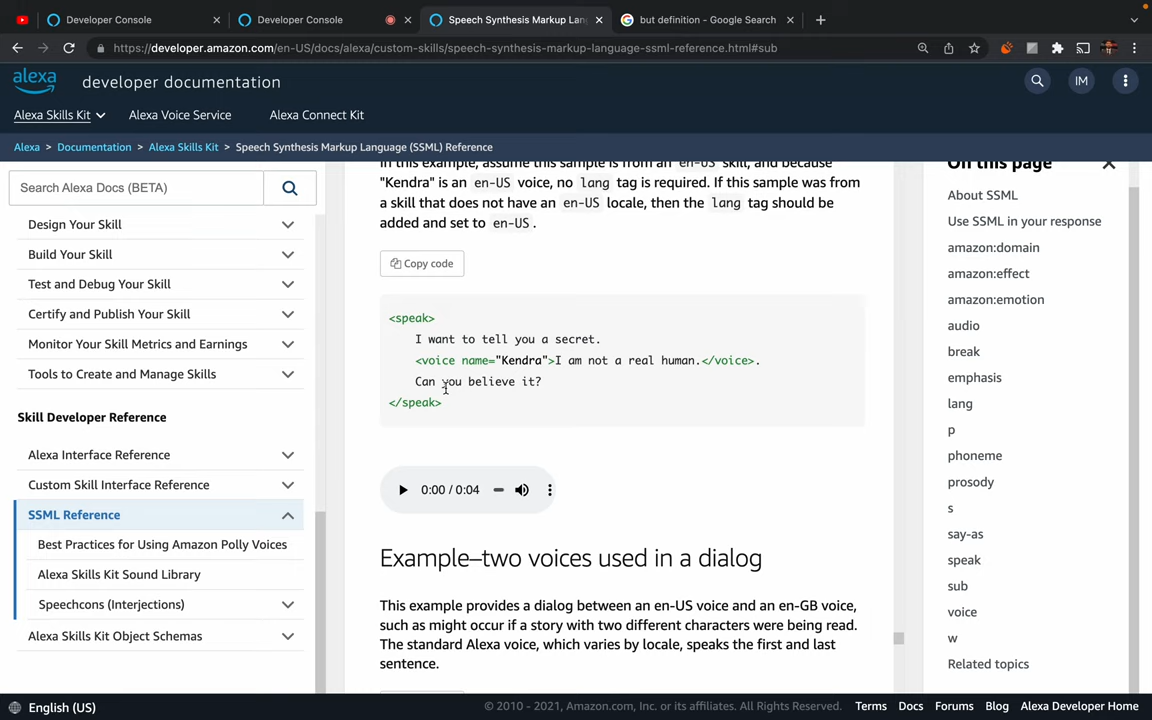 Developer Console
Developer Console
Speech Synthesis Markup Lan
but definition - Google Search
https://developer.amazon.com/en-US/docs/alexa/custom-skills/speech-synthesis-markup-language-ssml-reference.html#sub
alexa
developer documentation
IM
Alexa Skills Kit
Alexa Voice Service
Alexa Connect Kit
Alexa > Documentation > Alexa Skills Kit > Speech Synthesis Markup Language (SSML) Reference
Search Alexa Docs (BETA)
Design Your Skill
Build Your Skill
Test and Debug Your Skill
Certify and Publish Your Skill
Monitor Your Skill Metrics and Earnings
Tools to Create and Manage Skills
Skill Developer Reference
Alexa Interface Reference
Custom Skill Interface Reference
SSML Reference
Best Practices for Using Amazon Polly Voices
Alexa Skills Kit Sound Library
Speechcons (Interjections)
Alexa Skills Kit Object Schemas
In this example, assume this sample is from an en-US skill, and because
"Kendra" is an en-US voice, no lang tag is required. If this sample was from
a skill that does not have an en-US locale, then the lang tag should be
added and set to en-US .
Copy code
<speak>
I want to tell you a secret.
<voice name="Kendra">I am not a real human.</voice>.
Can you believe it?
</speak>
0:00 / 0:04
Example–two voices used in a dialog
This example provides a dialog between an en-US voice and an en-GB voice,
such as might occur if a story with two different characters were being read.
The standard Alexa voice, which varies by locale, speaks the first and last
sentence.
On this page
About SSML
Use SSML in your response
amazon:domain
amazon:effect
amazon:emotion
audio
break
emphasis
lang
p
phoneme
prosody
s
say-as
speak
sub
voice
w
Related topics
English (US)
© 2010 - 2021, Amazon.com, Inc. or its affiliates. All Rights Reserved.
Terms
Docs
Forums
Blog
Alexa Developer Home